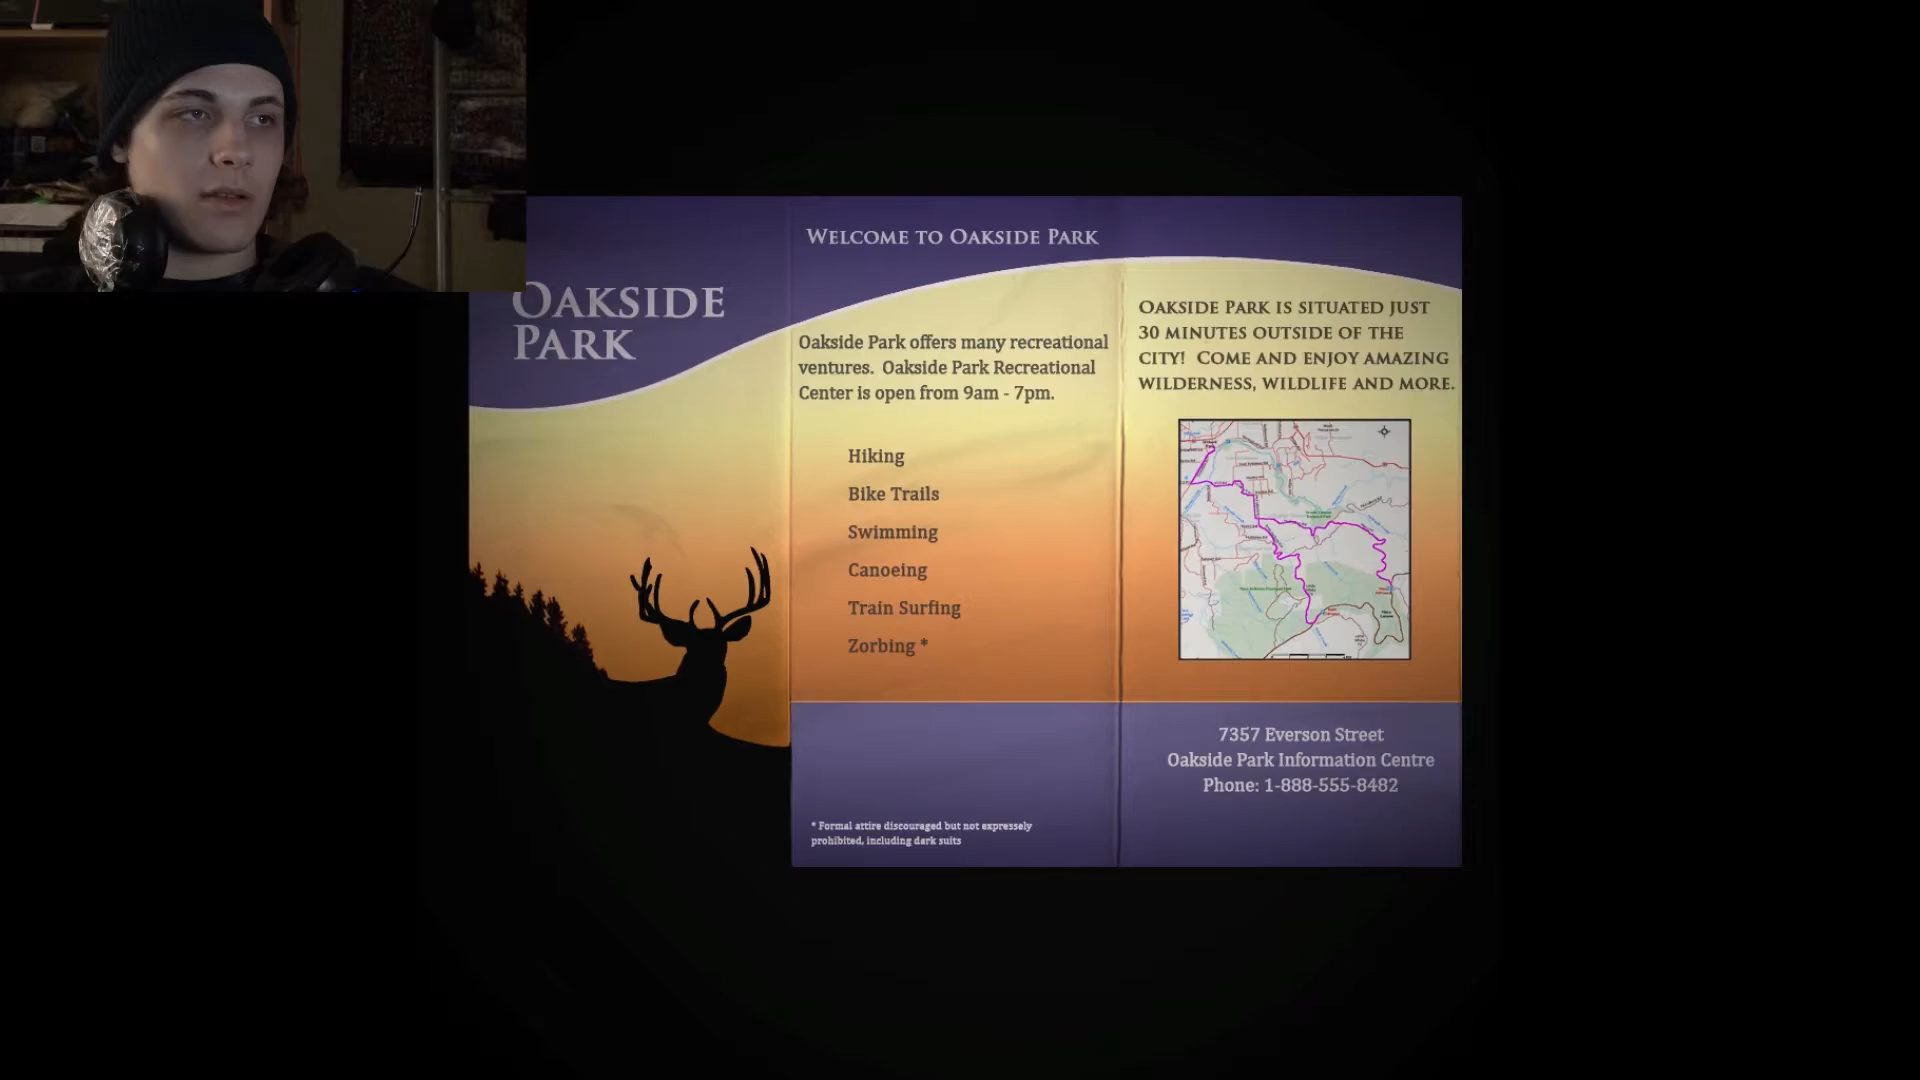 OAKSIDE
PARK
WELCOME TO OAKSIDE PARK
Oakside Park offers many recreational
ventures. Oakside Park Recreational
Center is open from 9am - 7pm.
Hiking
Bike Trails
Swimming
Canoeing
Train Surfing
Zorbing *
* Formal attire discouraged but not expressely
prohibited, including dark suits
OAKSIDE PARK IS SITUATED JUST
30 MINUTES OUTSIDE OF THE
CITY! COME AND ENJOY AMAZING
WILDERNESS, WILDLIFE AND MORE.
7357 Everson Street
Oakside Park Information Centre
Phone: 1-888-555-8482